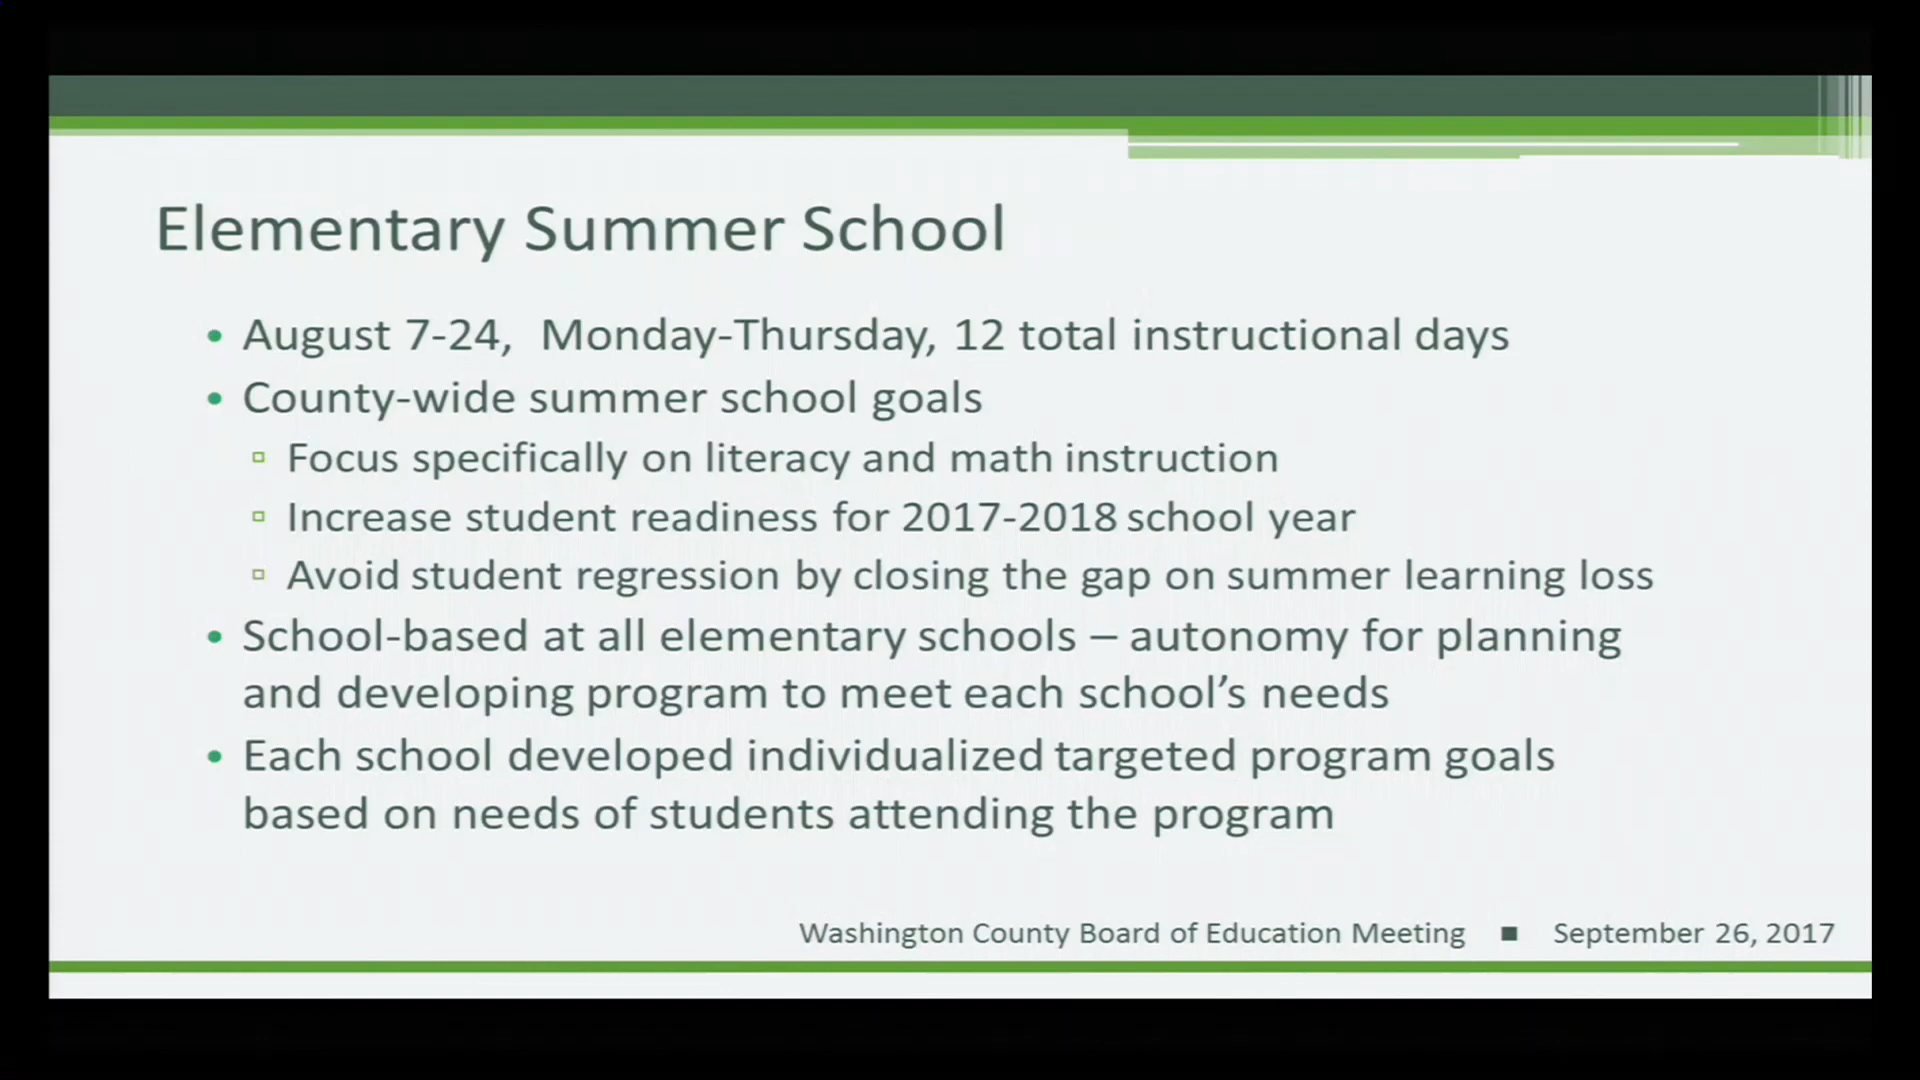 Elementary Summer School
• August 7-24, Monday-Thursday, 12 total instructional days
• County-wide summer school goals
▫ Focus specifically on literacy and math instruction
▫ Increase student readiness for 2017-2018 school year
▫ Avoid student regression by closing the gap on summer learning loss
• School-based at all elementary schools – autonomy for planning
and developing program to meet each school’s needs
• Each school developed individualized targeted program goals
based on needs of students attending the program
Washington County Board of Education Meeting ■ September 26, 2017